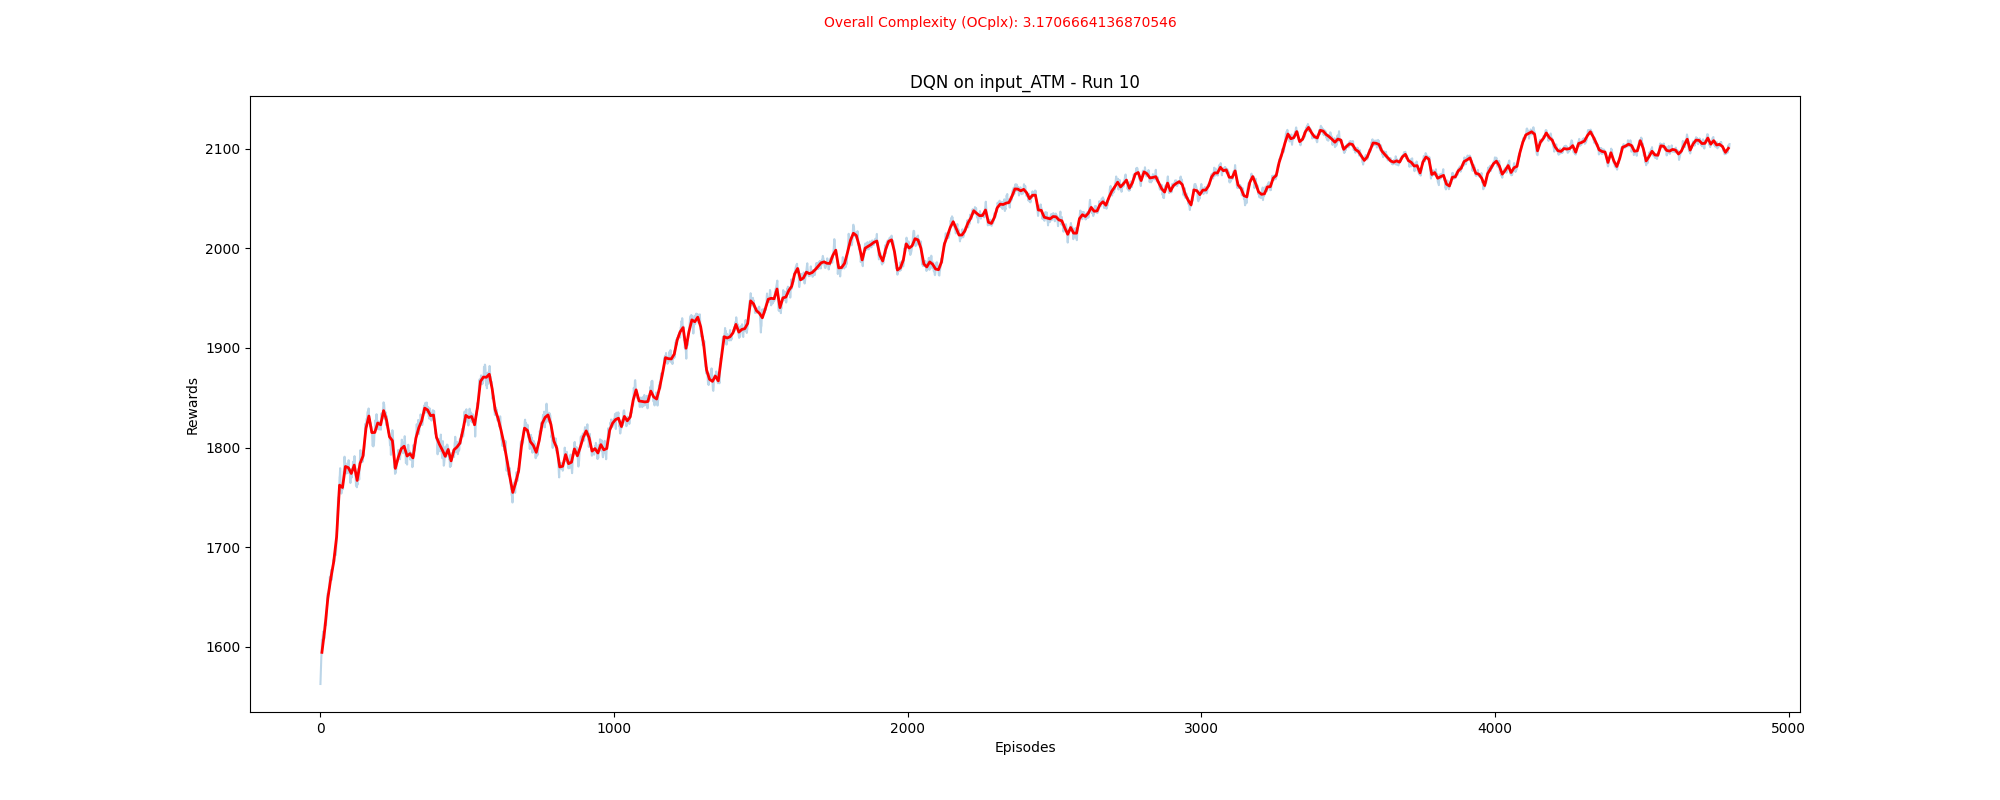 Overall Complexity (OCplx): 3.1706664136870546
DQN on input_ATM - Run 10
2100
2000
1900
1800
1700
1600
Rewards
0 1000 2000 3000 4000 5000
Episodes